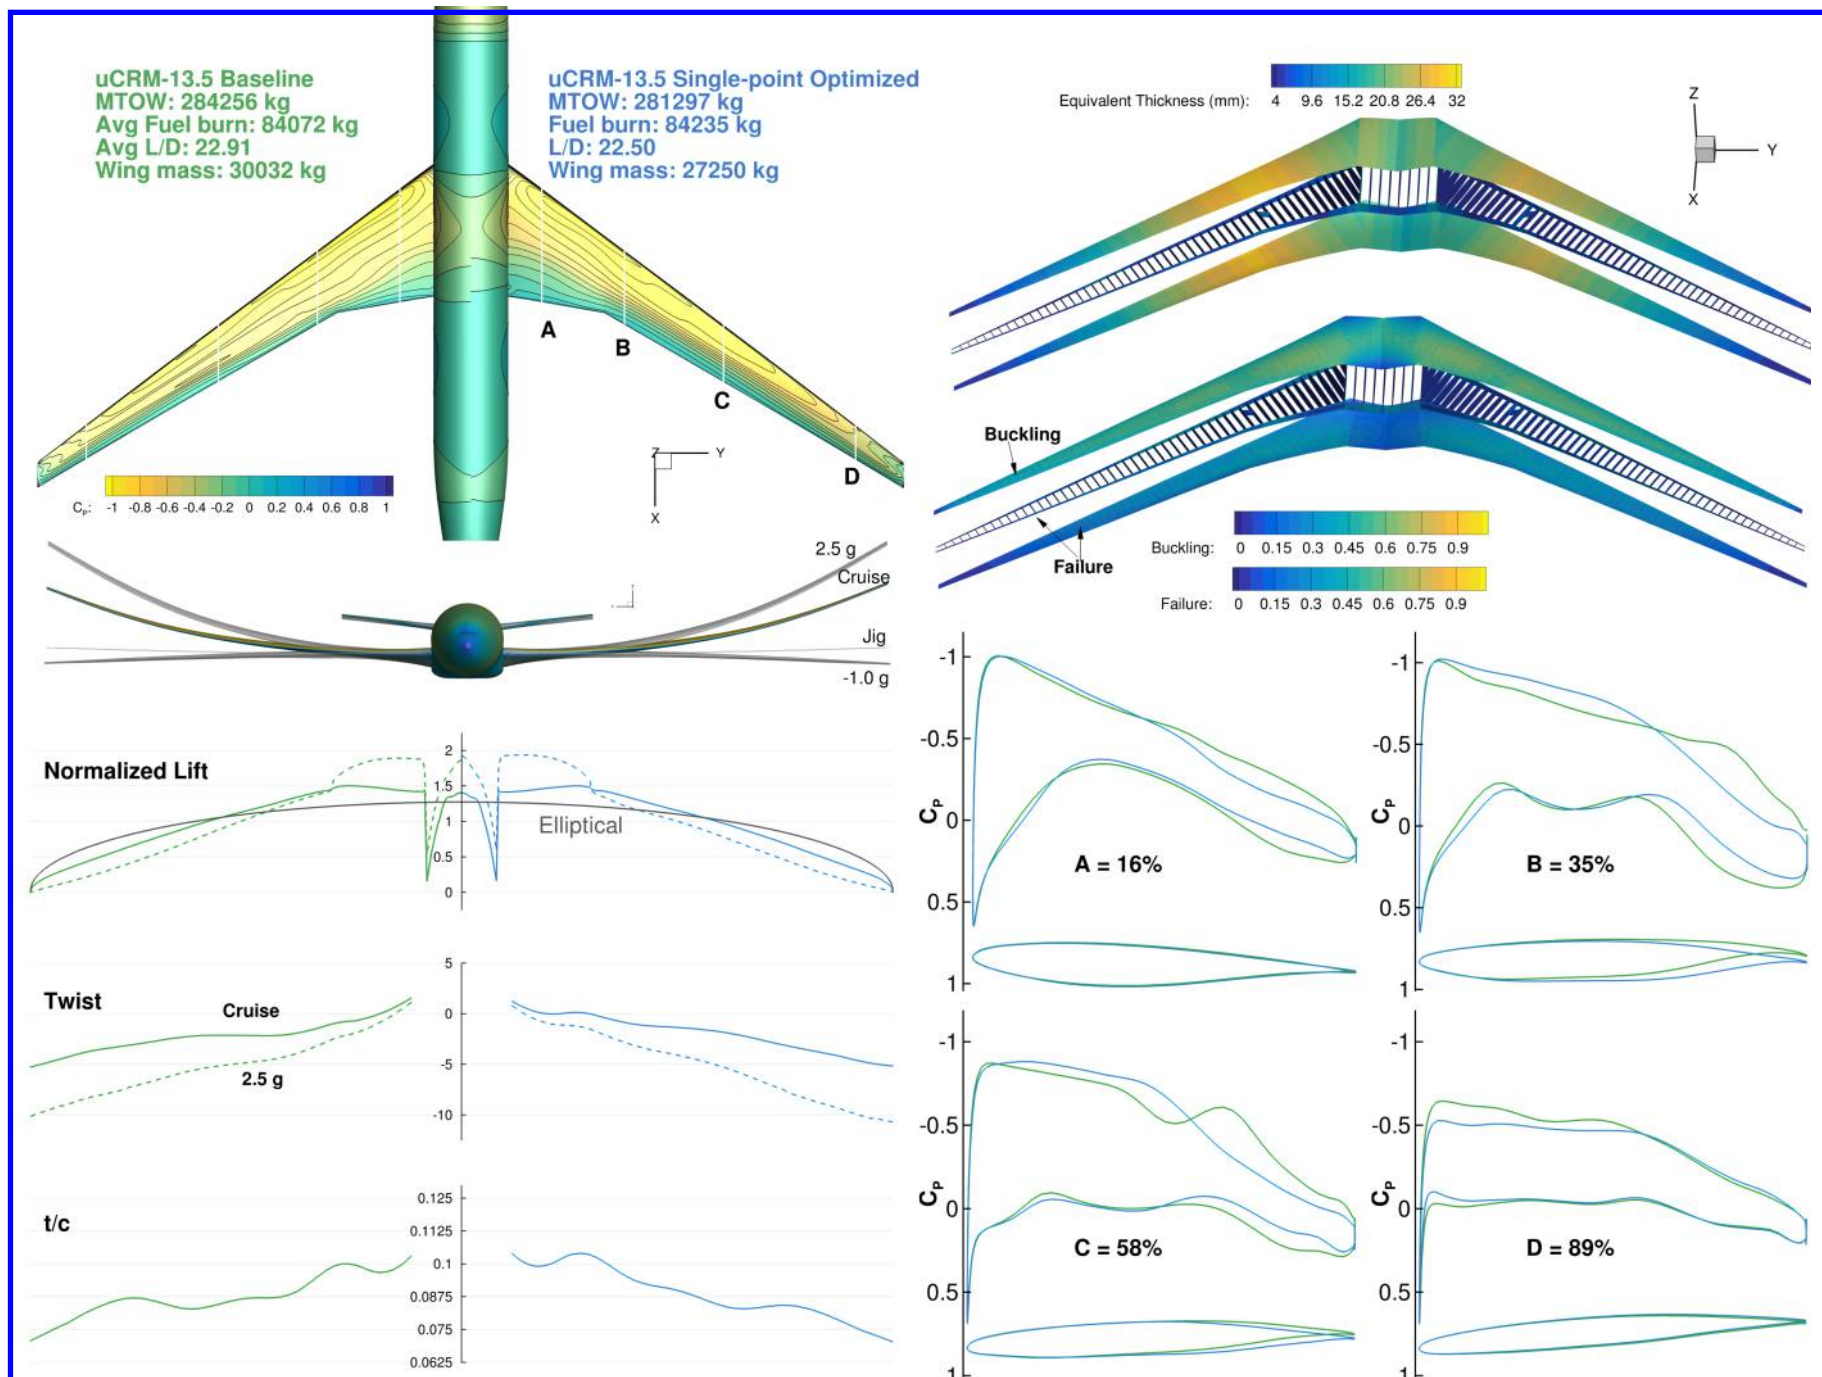 uCRM-13.5 Baseline
MTOW: 284256 kg
Avg Fuel burn: 84072 kg
Avg L/D: 22.91
Wing mass: 30032 kg
uCRM-13.5 Single-point Optimized
MTOW: 281297 kg
Fuel burn: 84235 kg
L/D: 22.50
Wing mass: 27250 kg
A
B
C
D
Z Y
X
CP: -1 -0.8 -0.6 -0.4 -0.2 0 0.2 0.4 0.6 0.8 1
Equivalent Thickness (mm): 4 9.6 15.2 20.8 26.4 32
Z
Y
X
Buckling
Failure
Buckling: 0 0.15 0.3 0.45 0.6 0.75 0.9
Failure: 0 0.15 0.3 0.45 0.6 0.75 0.9
2.5 g
Cruise
Jig
-1.0 g
Normalized Lift
2
1.5
1
0.5
0
Elliptical
Twist
5
0
-5
-10
Cruise
2.5 g
t/c
0.125
0.1125
0.1
0.0875
0.075
0.0625
-1
-0.5
0
0.5
1
CP
A = 16%
-1
-0.5
0
0.5
1
CP
B = 35%
-1
-0.5
0
0.5
1
CP
C = 58%
-1
-0.5
0
0.5
1
CP
D = 89%